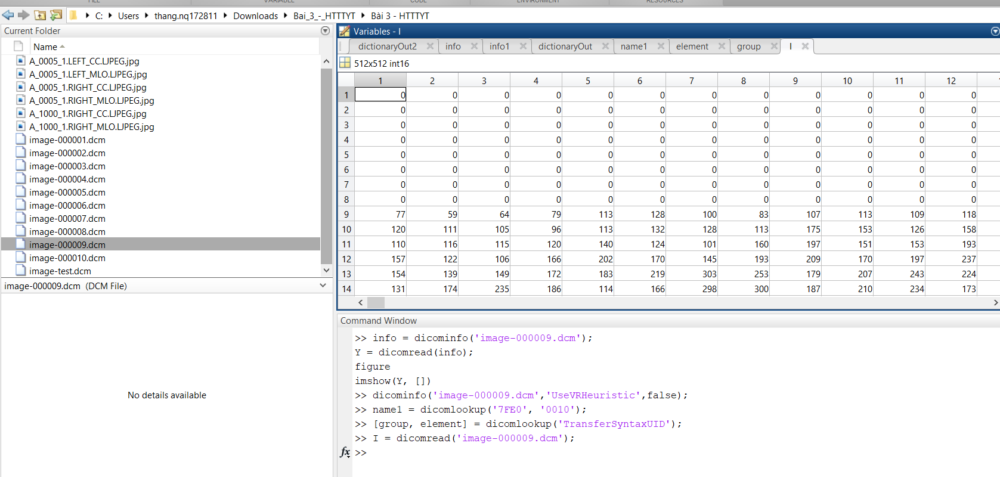 FILE VARIABLE CODE ENVIRONMENT RESOURCES
C: Users thang.nq172811 Downloads Bai_3_-_HTTTYT Bài 3 - HTTTYT
Current Folder
Name
A_0005_1.LEFT_CC.LJPEG.jpg
A_0005_1.LEFT_MLO.LJPEG.jpg
A_0005_1.RIGHT_CC.LJPEG.jpg
A_0005_1.RIGHT_MLO.LJPEG.jpg
A_1000_1.RIGHT_CC.LJPEG.jpg
A_1000_1.RIGHT_MLO.LJPEG.jpg
image-000001.dcm
image-000002.dcm
image-000003.dcm
image-000004.dcm
image-000005.dcm
image-000006.dcm
image-000007.dcm
image-000008.dcm
image-000009.dcm
image-000010.dcm
image-test.dcm
image-000009.dcm (DCM File)
No details available
Variables - I
dictionaryOut2 info info1 dictionaryOut name1 element group I
512x512 int16
1 2 3 4 5 6 7 8 9 10 11 12
1 0 0 0 0 0 0 0 0 0 0 0 0
2 0 0 0 0 0 0 0 0 0 0 0 0
3 0 0 0 0 0 0 0 0 0 0 0 0
4 0 0 0 0 0 0 0 0 0 0 0 0
5 0 0 0 0 0 0 0 0 0 0 0 0
6 0 0 0 0 0 0 0 0 0 0 0 0
7 0 0 0 0 0 0 0 0 0 0 0 0
8 0 0 0 0 0 0 0 0 0 0 0 0
9 77 59 64 79 113 128 100 83 107 113 109 118
10 120 111 105 96 113 132 128 113 175 153 126 158
11 110 116 115 120 140 124 101 160 197 151 153 193
12 157 122 106 166 202 170 145 193 209 170 197 237
13 154 139 149 172 183 219 303 253 179 207 243 224
14 131 174 235 186 114 166 298 300 187 210 234 173
Command Window
>> info = dicominfo('image-000009.dcm');
Y = dicomread(info);
figure
imshow(Y, [])
>> dicominfo('image-000009.dcm','UseVRHeuristic',false);
>> name1 = dicomlookup('7FE0', '0010');
>> [group, element] = dicomlookup('TransferSyntaxUID');
>> I = dicomread('image-000009.dcm');
fx >>